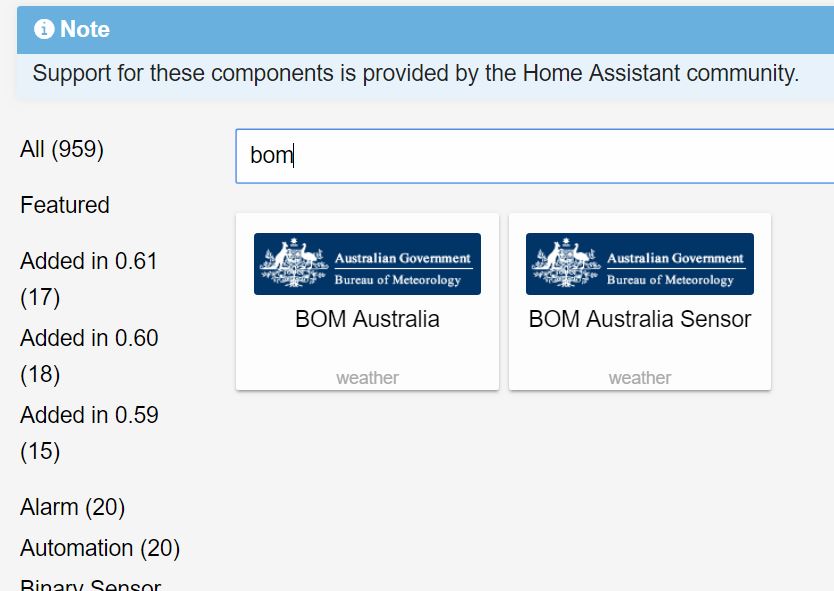 Note
Support for these components is provided by the Home Assistant community.
All (959)
Featured
Added in 0.61
(17)
Added in 0.60
(18)
Added in 0.59
(15)
Alarm (20)
Automation (20)
Binary Sensor
bom
Australian Government
Bureau of Meteorology
BOM Australia
weather
Australian Government
Bureau of Meteorology
BOM Australia Sensor
weather